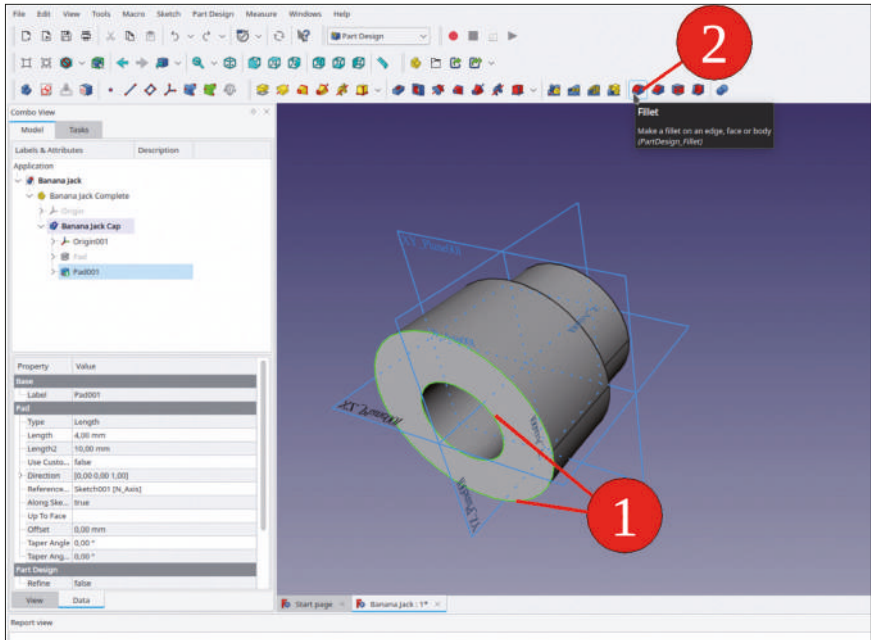 File Edit View Tools Macro Sketch Part Design Measure Windows Help
Part Design
2
Combo View
Fillet
Model Tasks
Make a fillet on an edge, face or body
(PartDesign_Fillet)
Labels & Attributes Description
Application
Banana Jack
Banana Jack Complete
Origin
Banana Jack Cap
Origin001
Pad
Pad001
Property Value
Base
Label Pad001
Pad
Type Length
Length 4,00 mm
Length2 10,00 mm
Use Custo... false
Direction [0,00 0,00 1,00]
Reference... Sketch001 [N_Axis]
Along Ske... true
Up To Face
Offset 0,00 mm
Taper Angle 0,00 °
Taper Ang... 0,00 °
Part Design
Refine false
1
View Data
Start page
Banana Jack : 1*
Report view